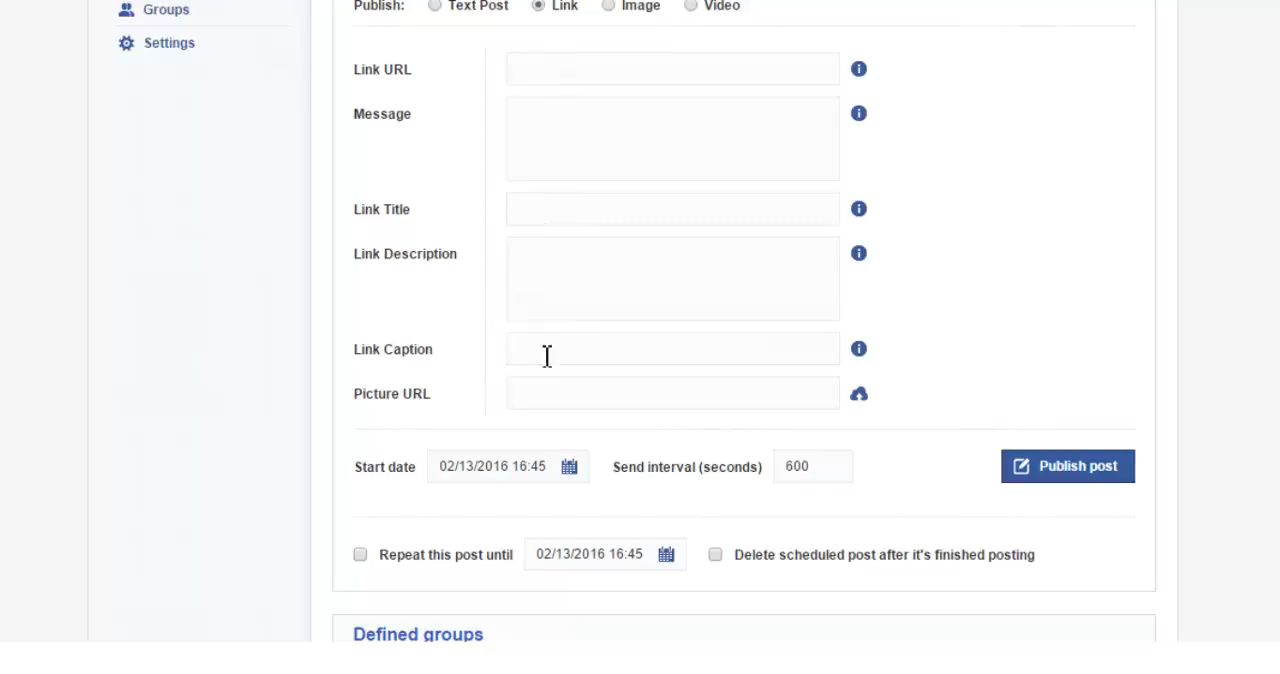 Groups
Publish: Text Post Link Image Video
Settings
Link URL
Message
Link Title
Link Description
Link Caption
Picture URL
Start date 02/13/2016 16:45 Send interval (seconds) 600 Publish post
Repeat this post until 02/13/2016 16:45 Delete scheduled post after it's finished posting
Defined groups